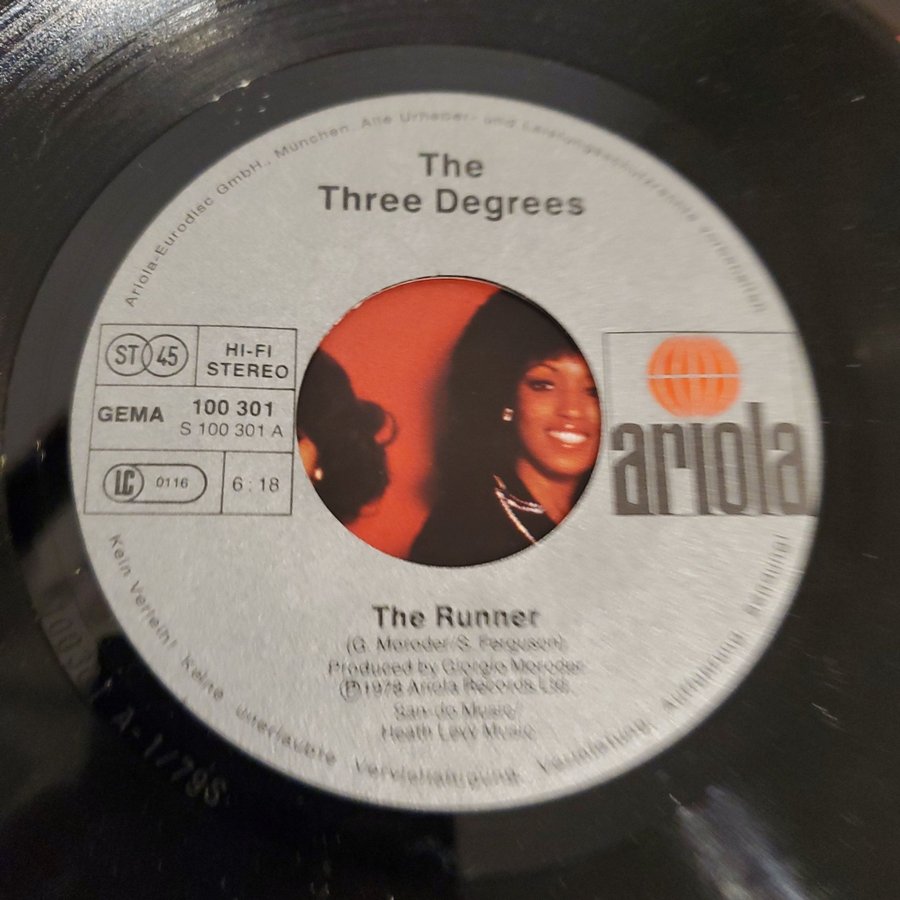 Ariola-Eurodisc GmbH., München. Alle Urheber- und Leistungsschutzrechte vorbehalten
The
Three Degrees
ST 45
HI-FI
STEREO
GEMA
100 301
S 100 301 A
LC 0116
6:18
ariola
The Runner
(G. Moroder/S. Ferguson)
Produced by Giorgio Moroder
Ⓟ1978 Ariola Records Ltd.
San-do Music/
Heath Levy Music
Kein Verleih! Keine unerlaubte Vervielfältigung, Vermietung, Aufführung, Sendung!